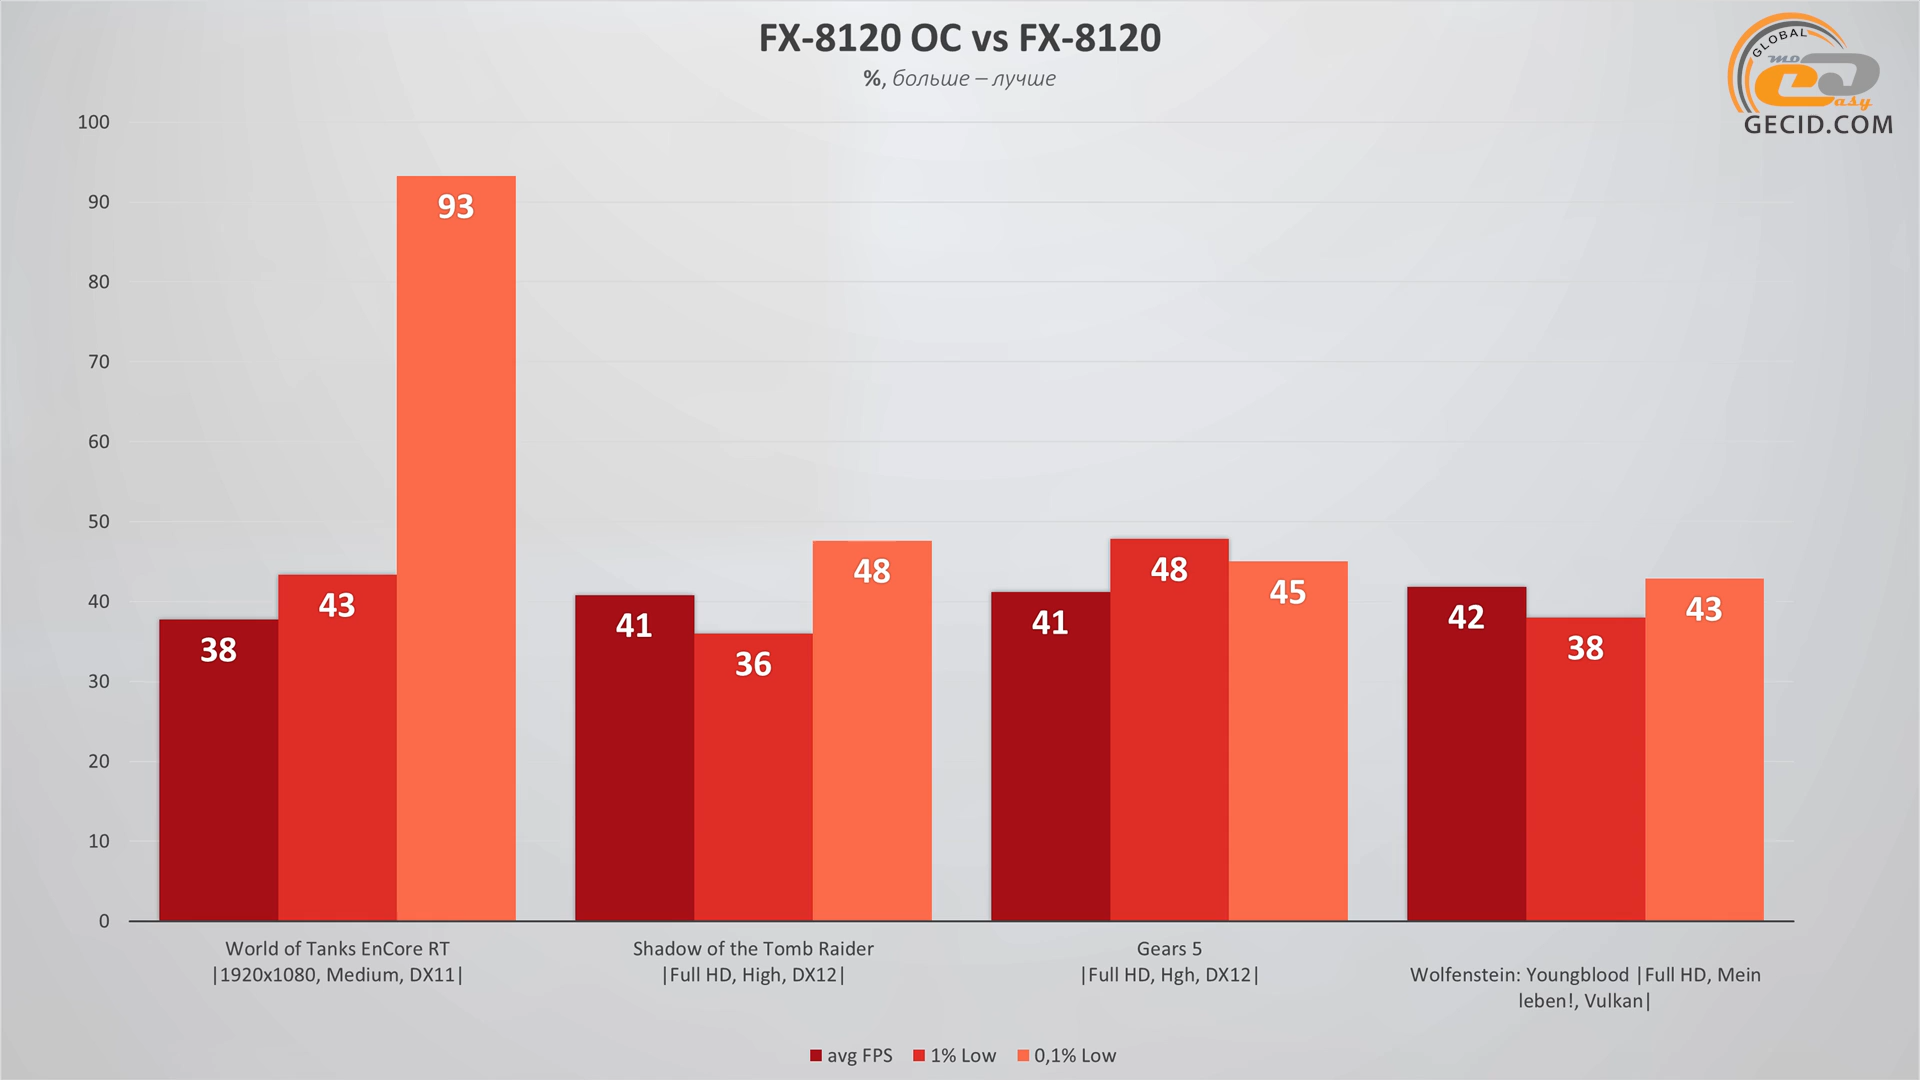 FX-8120 OC vs FX-8120
%, больше – лучше
GLOBAL
easy
GECID.COM
100
90
80
70
60
50
40
30
20
10
0
93
38
43
41
36
48
41
48
45
42
38
43
World of Tanks EnCore RT
|1920x1080, Medium, DX11|
Shadow of the Tomb Raider
|Full HD, High, DX12|
Gears 5
|Full HD, Hgh, DX12|
Wolfenstein: Youngblood |Full HD, Mein
leben!, Vulkan|
avg FPS
1% Low
0,1% Low